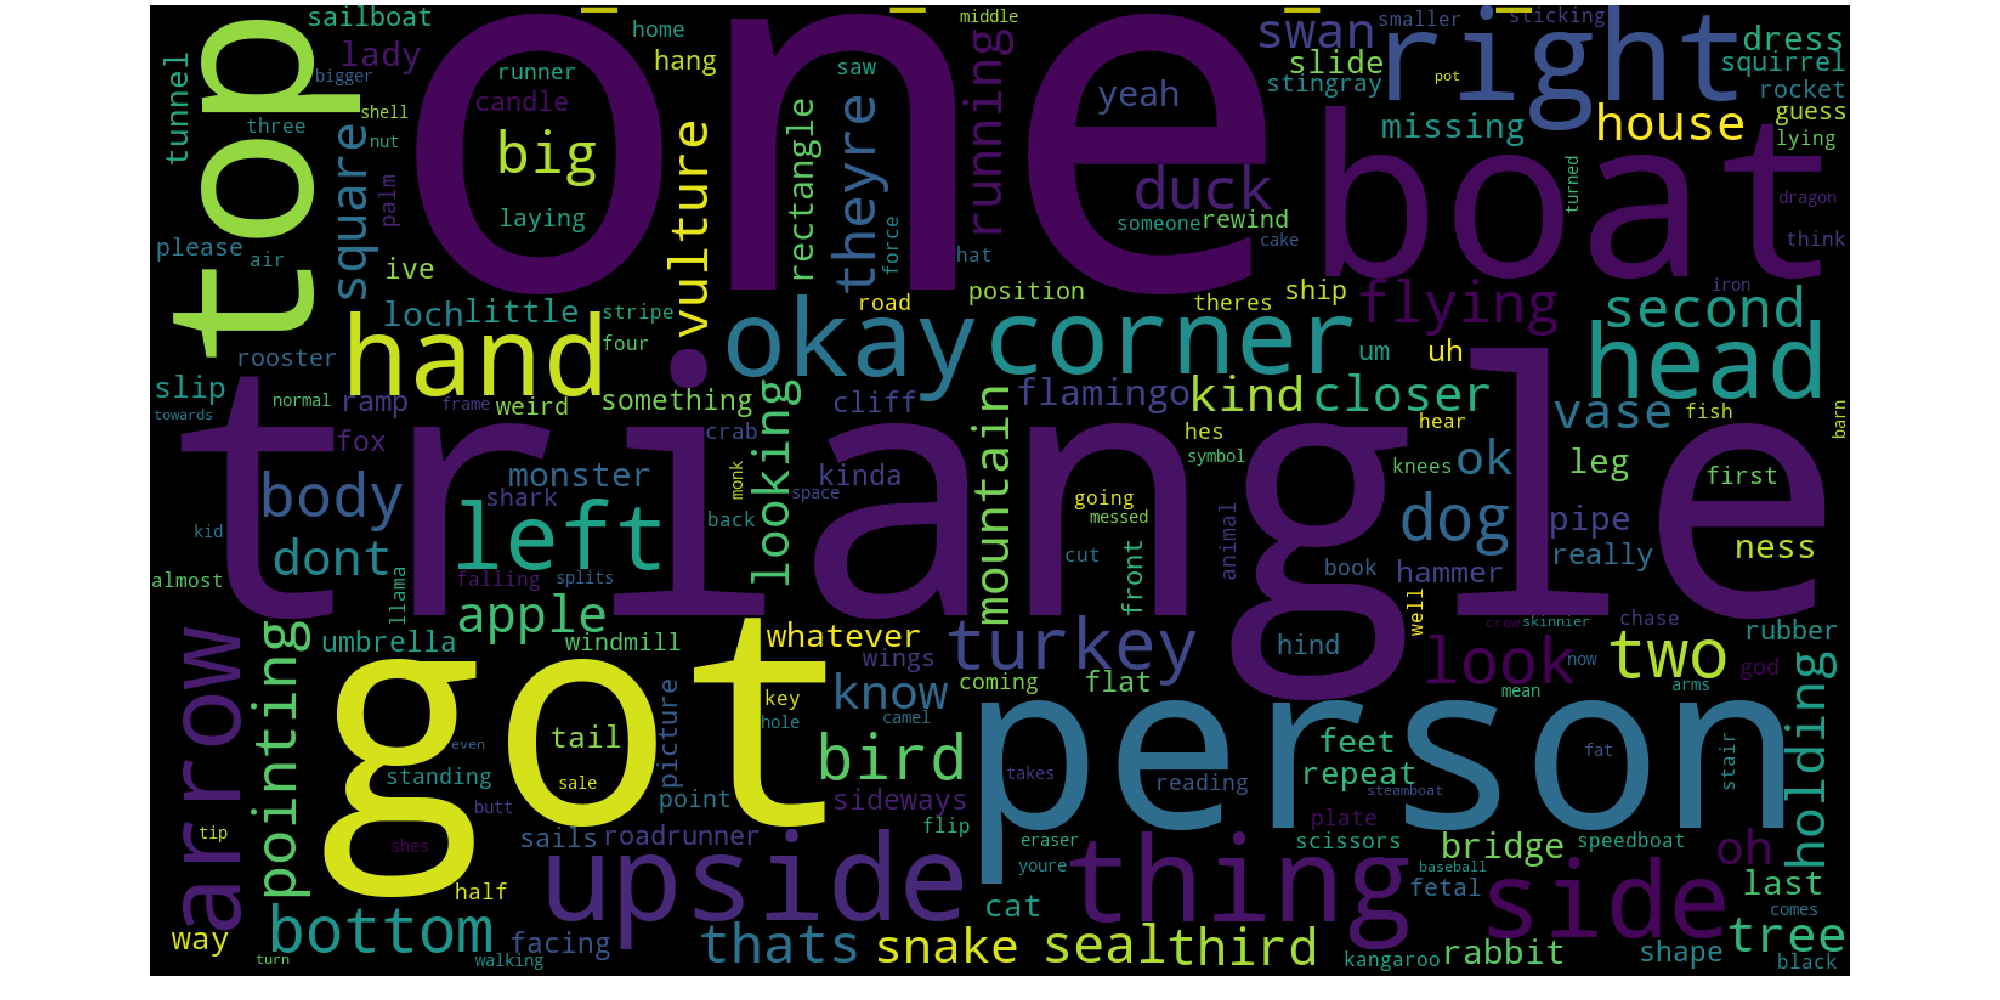 sailboat
home
middle
smaller
sticking
top
one
swan
right
dress
lady
hang
running
slide
squirrel
tunnel
bigger
runner
saw
stingray
pot
rocket
candle
yeah
shell
three
big
vulture
rectangle
theyre
missing
house
guess
nut
square
boat
lying
palm
duck
turned
dragon
laying
force
someone
rewind
cake
think
please
air
ive
hat
iron
loch
little
stripe
road
position
theres
ship
flying
second
hand
okay
corner
four
um
uh
head
rooster
slip
ramp
frame
weird
something
looking
cliff
mountain
flamingo
kind
closer
vase
fish
barn
towards
normal
triangle
fox
crab
hes
hear
monster
monk
kinda
symbol
knees
ok
leg
first
body
shark
space
going
dog
pipe
kid
left
back
messed
animal
really
ness
dont
cut
front
book
hammer
almost
llama
falling
splits
well
apple
arrow
pointing
umbrella
windmill
whatever
turkey
hind
crow
skinnier
chase
rubber
wings
look
now
two
god
holding
got
picture
key
know
coming
flat
mean
arms
hole
camel
person
tail
even
bird
feet
fat
stair
standing
sale
takes
reading
repeat
steamboat
butt
point
sideways
plate
tip
shes
sails
roadrunner
flip
eraser
scissors
bridge
speedboat
oh
upside
youre
thing
baseball
side
half
cat
fetal
last
way
bottom
facing
thats
snake
seal
third
comes
tree
turn
walking
kangaroo
rabbit
shape
black